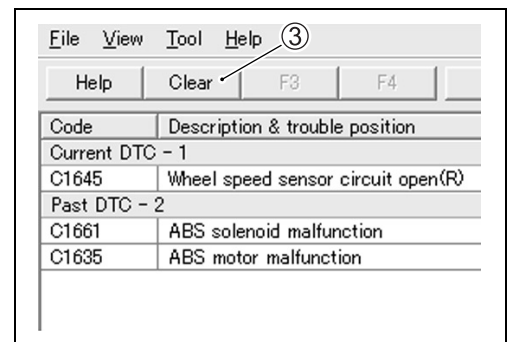 File View Tool Help ③
Help Clear F3 F4
Code Description & trouble position
Current DTC - 1
C1645 Wheel speed sensor circuit open(R)
Past DTC - 2
C1661 ABS solenoid malfunction
C1635 ABS motor malfunction